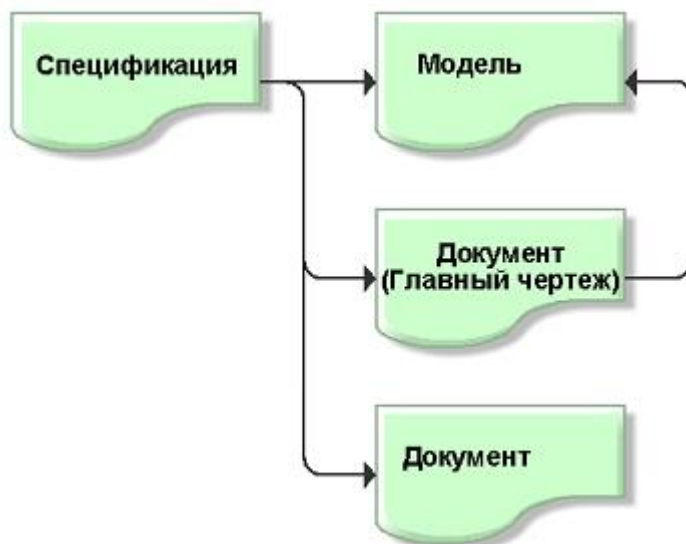 Спецификация
Модель
Документ
(Главный чертеж)
Документ